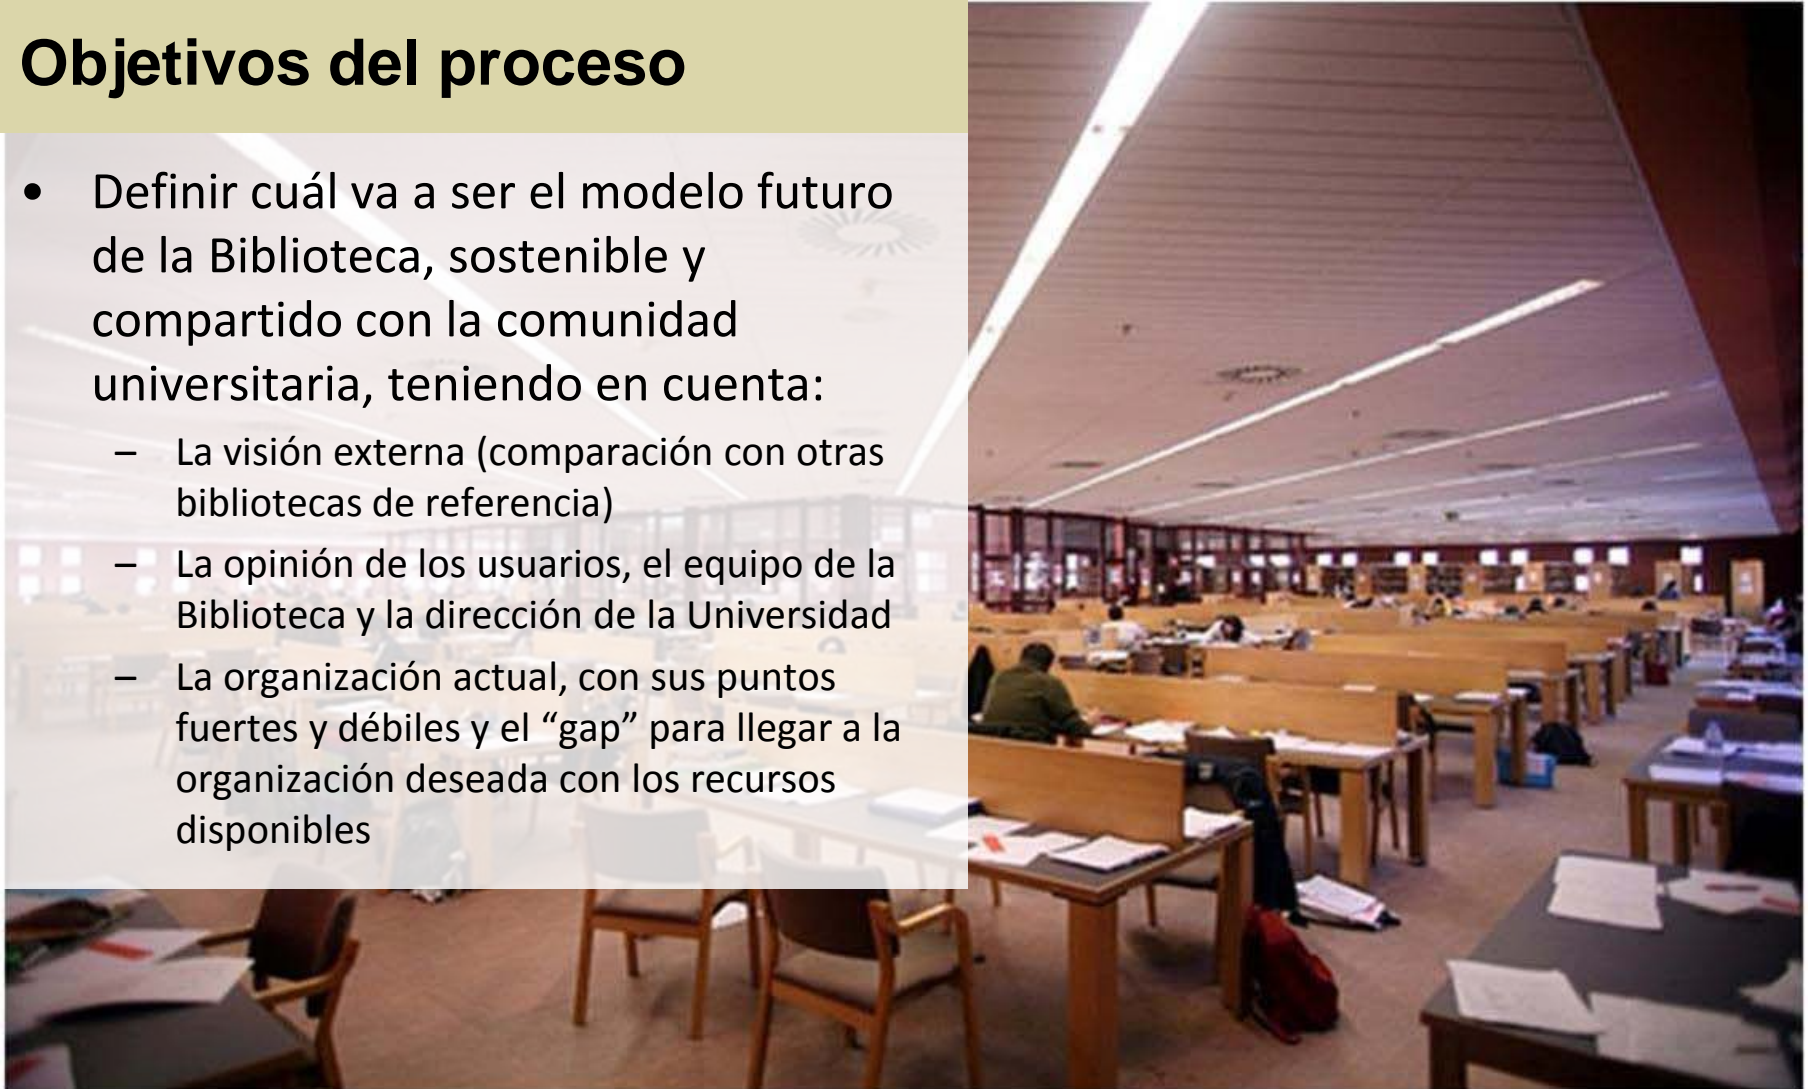 Objetivos del proceso
• Definir cuál va a ser el modelo futuro
de la Biblioteca, sostenible y
compartido con la comunidad
universitaria, teniendo en cuenta:
– La visión externa (comparación con otras
bibliotecas de referencia)
– La opinión de los usuarios, el equipo de la
Biblioteca y la dirección de la Universidad
– La organización actual, con sus puntos
fuertes y débiles y el “gap” para llegar a la
organización deseada con los recursos
disponibles